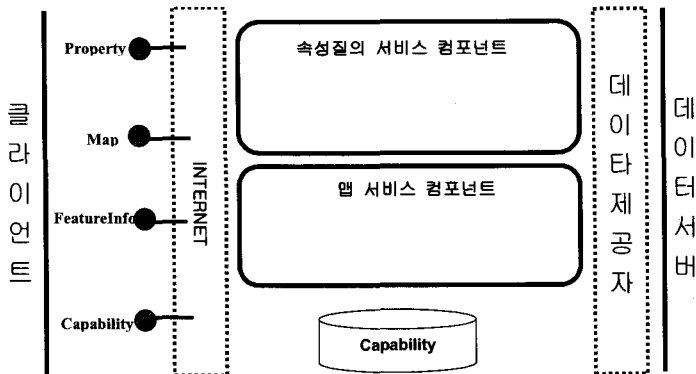 클라이언트
Property
Map
FeatureInfo
Capability
INTERNET
속성질의 서비스 컴포넌트
맵 서비스 컴포넌트
Capability
데이타제공자
데이터서버